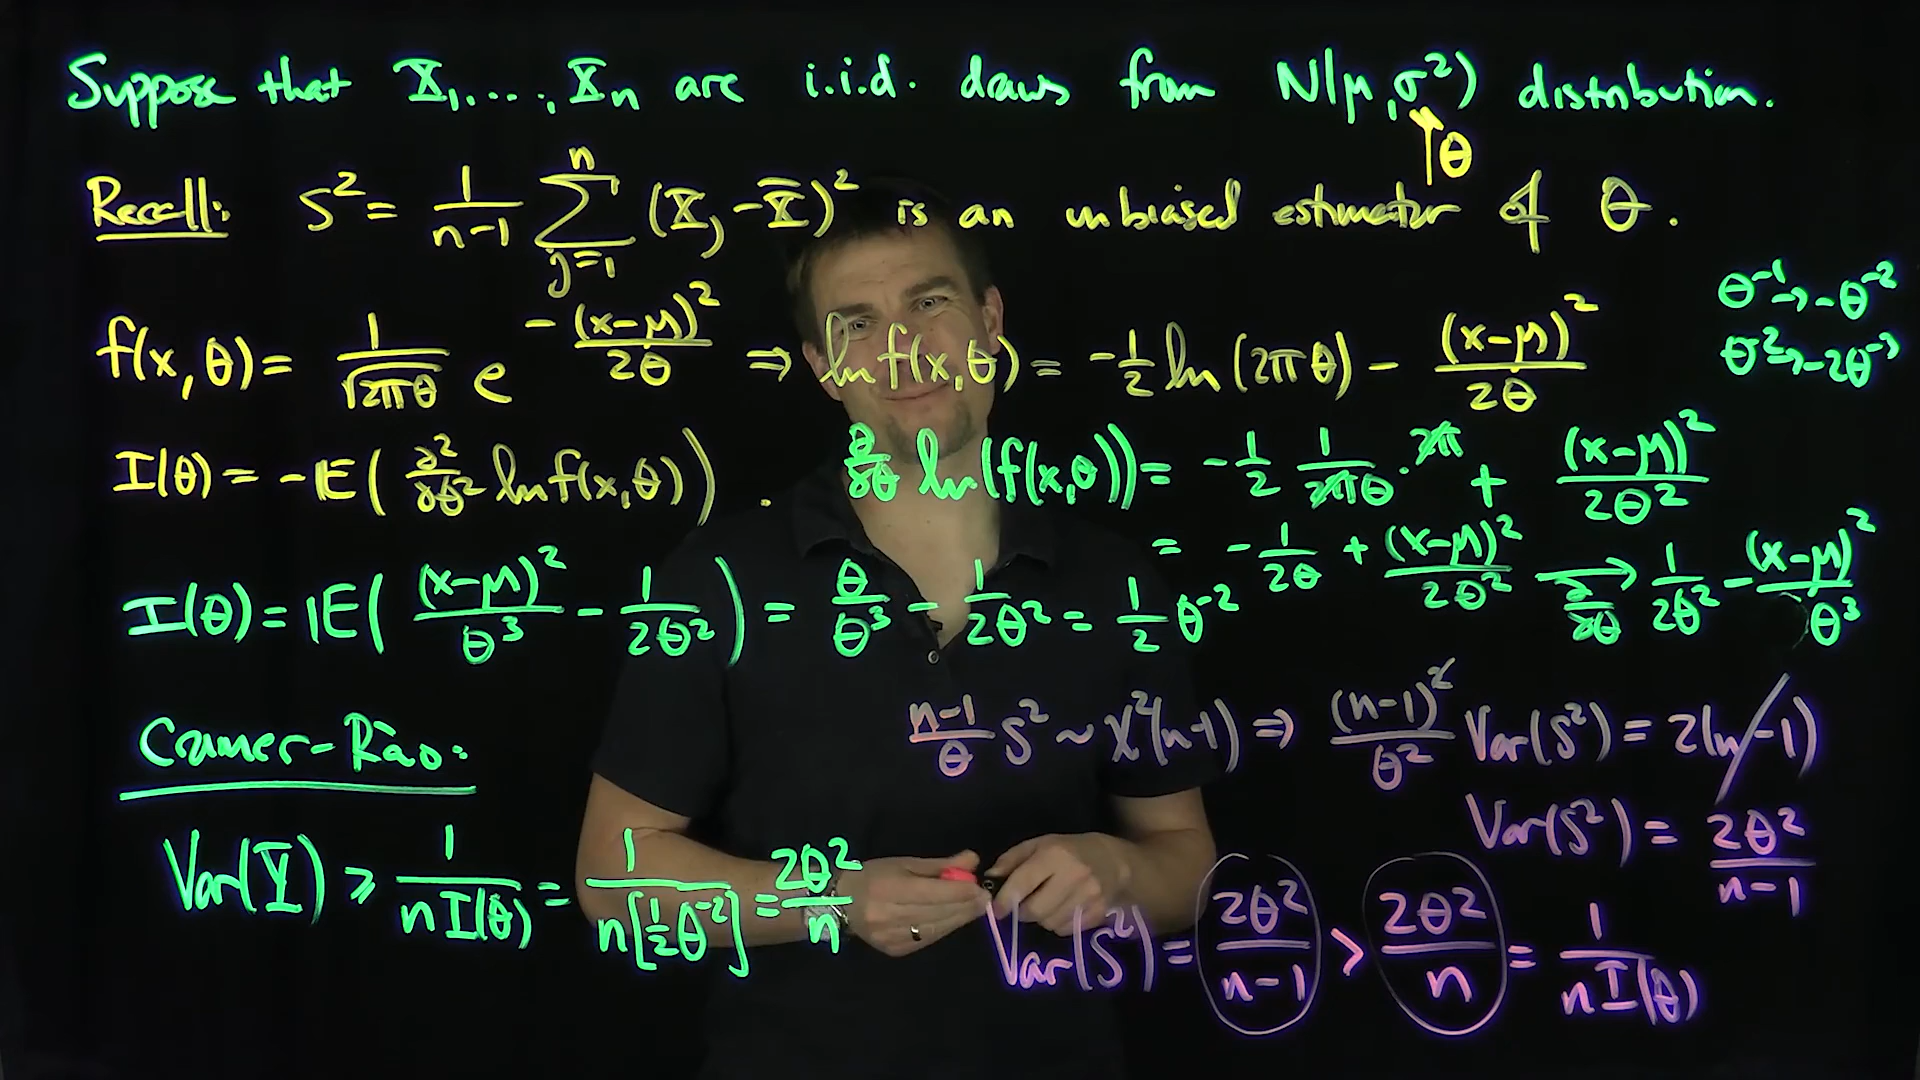 Suppose that X₁,...,Xₙ are i.i.d. draws from N(μ,σ²) distribution.
↑θ
Recall: S² = 1/(n-1) ∑_{j=1}^{n} (X_j - X̄)² is an unbiased estimator of θ.
θ⁻¹ → -θ⁻²
θ⁻² → -2θ⁻³
f(x,θ) = 1/√(2πθ) e^{-(x-μ)²/2θ} ⇒ ln f(x,θ) = -1/2 ln(2πθ) - (x-μ)²/2θ
I(θ) = -E(∂²/∂θ² ln f(x,θ)). ∂/∂θ ln(f(x,θ)) = -1/2 1/(2πθ) · 2π + (x-μ)²/2θ²
= -1/2θ + (x-μ)²/2θ² →_{∂/∂θ} 1/2θ² - (x-μ)²/θ³
I(θ) = E((x-μ)²/θ³ - 1/2θ²) = θ/θ³ - 1/2θ² = 1/2 θ⁻²
Cramer-Rao:
(n-1)/θ S² ~ χ²(n-1) ⇒ (n-1)²/θ² Var(S²) = 2(n-1)
Var(S²) = 2θ²/(n-1)
Var(Y) ≥ 1/(nI(θ)) = 1/(n[1/2 θ⁻²]) = 2θ²/n
Var(S²) = 2θ²/(n-1) > 2θ²/n = 1/(nI(θ))